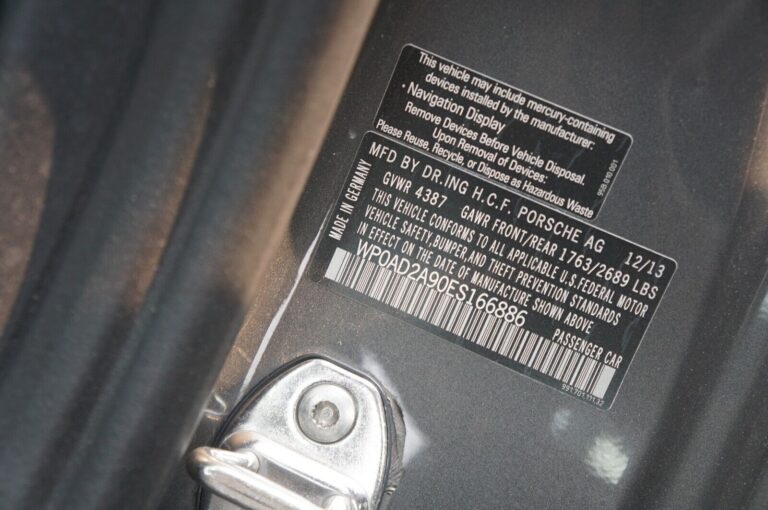 This vehicle may include mercury-containing
devices installed by the manufacturer:
· Navigation Display
Remove Devices Before Vehicle Disposal.
Upon Removal of Devices:
Please Reuse, Recycle, or Dispose as Hazardous Waste
958 010 001
MADE IN GERMANY
MFD BY DR.ING H.C.F. PORSCHE AG 12/13
GVWR 4387 GAWR FRONT/REAR 1763/2689 LBS
THIS VEHICLE CONFORMS TO ALL APPLICABLE U.S.FEDERAL MOTOR
VEHICLE SAFETY,BUMPER,AND THEFT PREVENTION STANDARDS
IN EFFECT ON THE DATE OF MANUFACTURE SHOWN ABOVE
WP0AD2A90ES166886
PASSENGER CAR